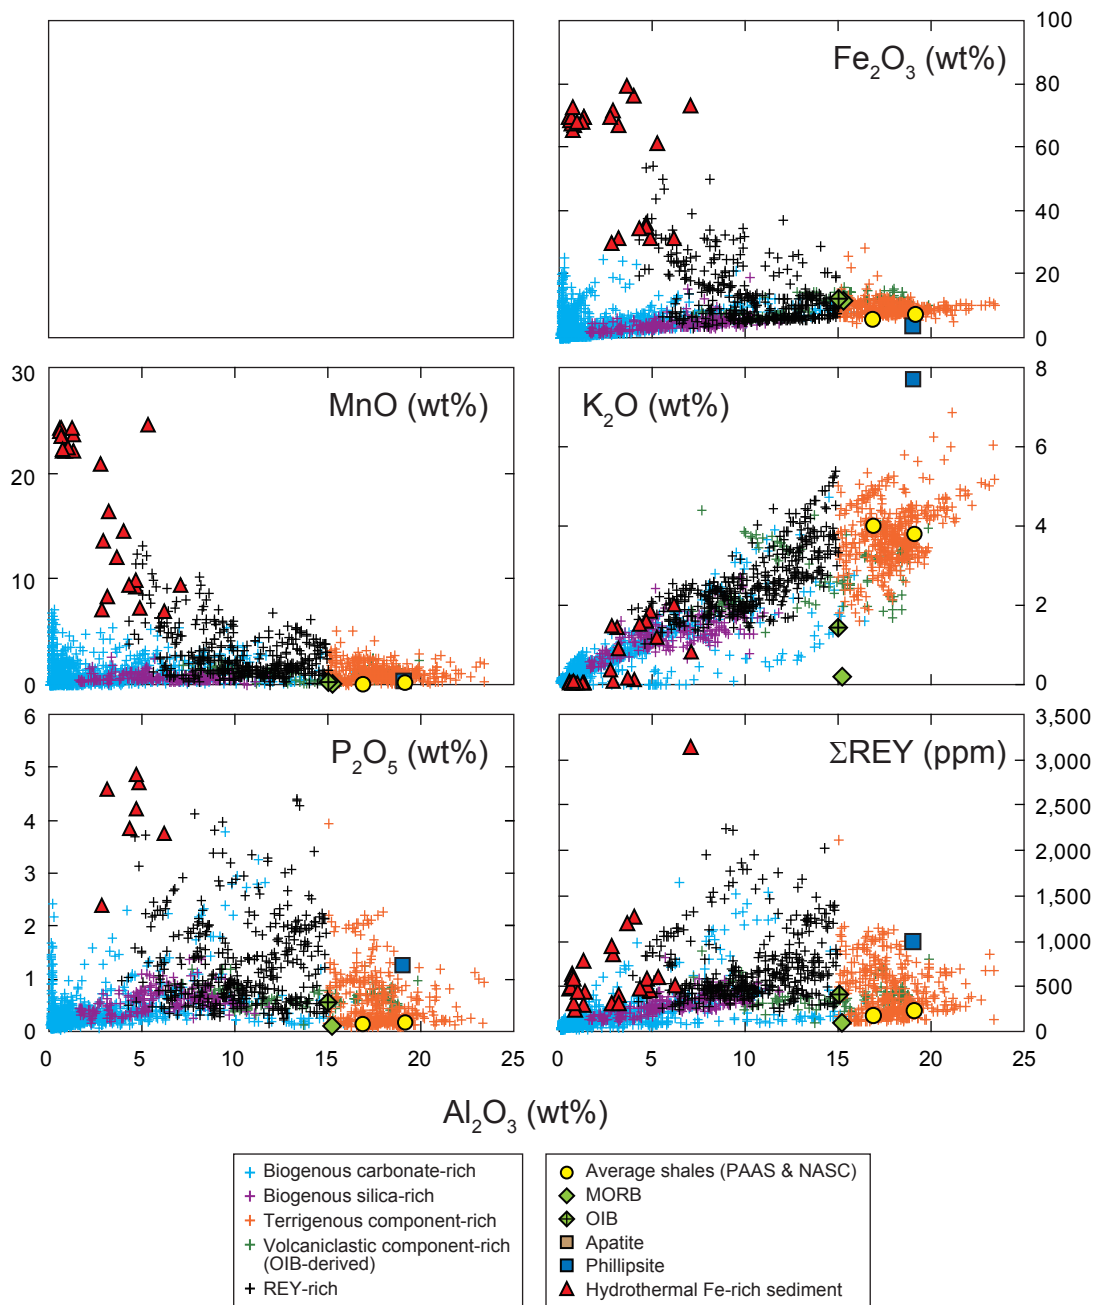 Fe₂O₃ (wt%)
100
80
60
40
20
0
MnO (wt%)
30
20
10
0
K₂O (wt%)
8
6
4
2
0
P₂O₅ (wt%)
6
5
4
3
2
1
0
0 5 10 15 20 25
ΣREY (ppm)
3,500
3,000
2,500
2,000
1,500
1,000
500
0
0 5 10 15 20 25
Al₂O₃ (wt%)
Biogenous carbonate-rich
Biogenous silica-rich
Terrigenous component-rich
Volcaniclastic component-rich
(OIB-derived)
REY-rich
Average shales (PAAS & NASC)
MORB
OIB
Apatite
Phillipsite
Hydrothermal Fe-rich sediment